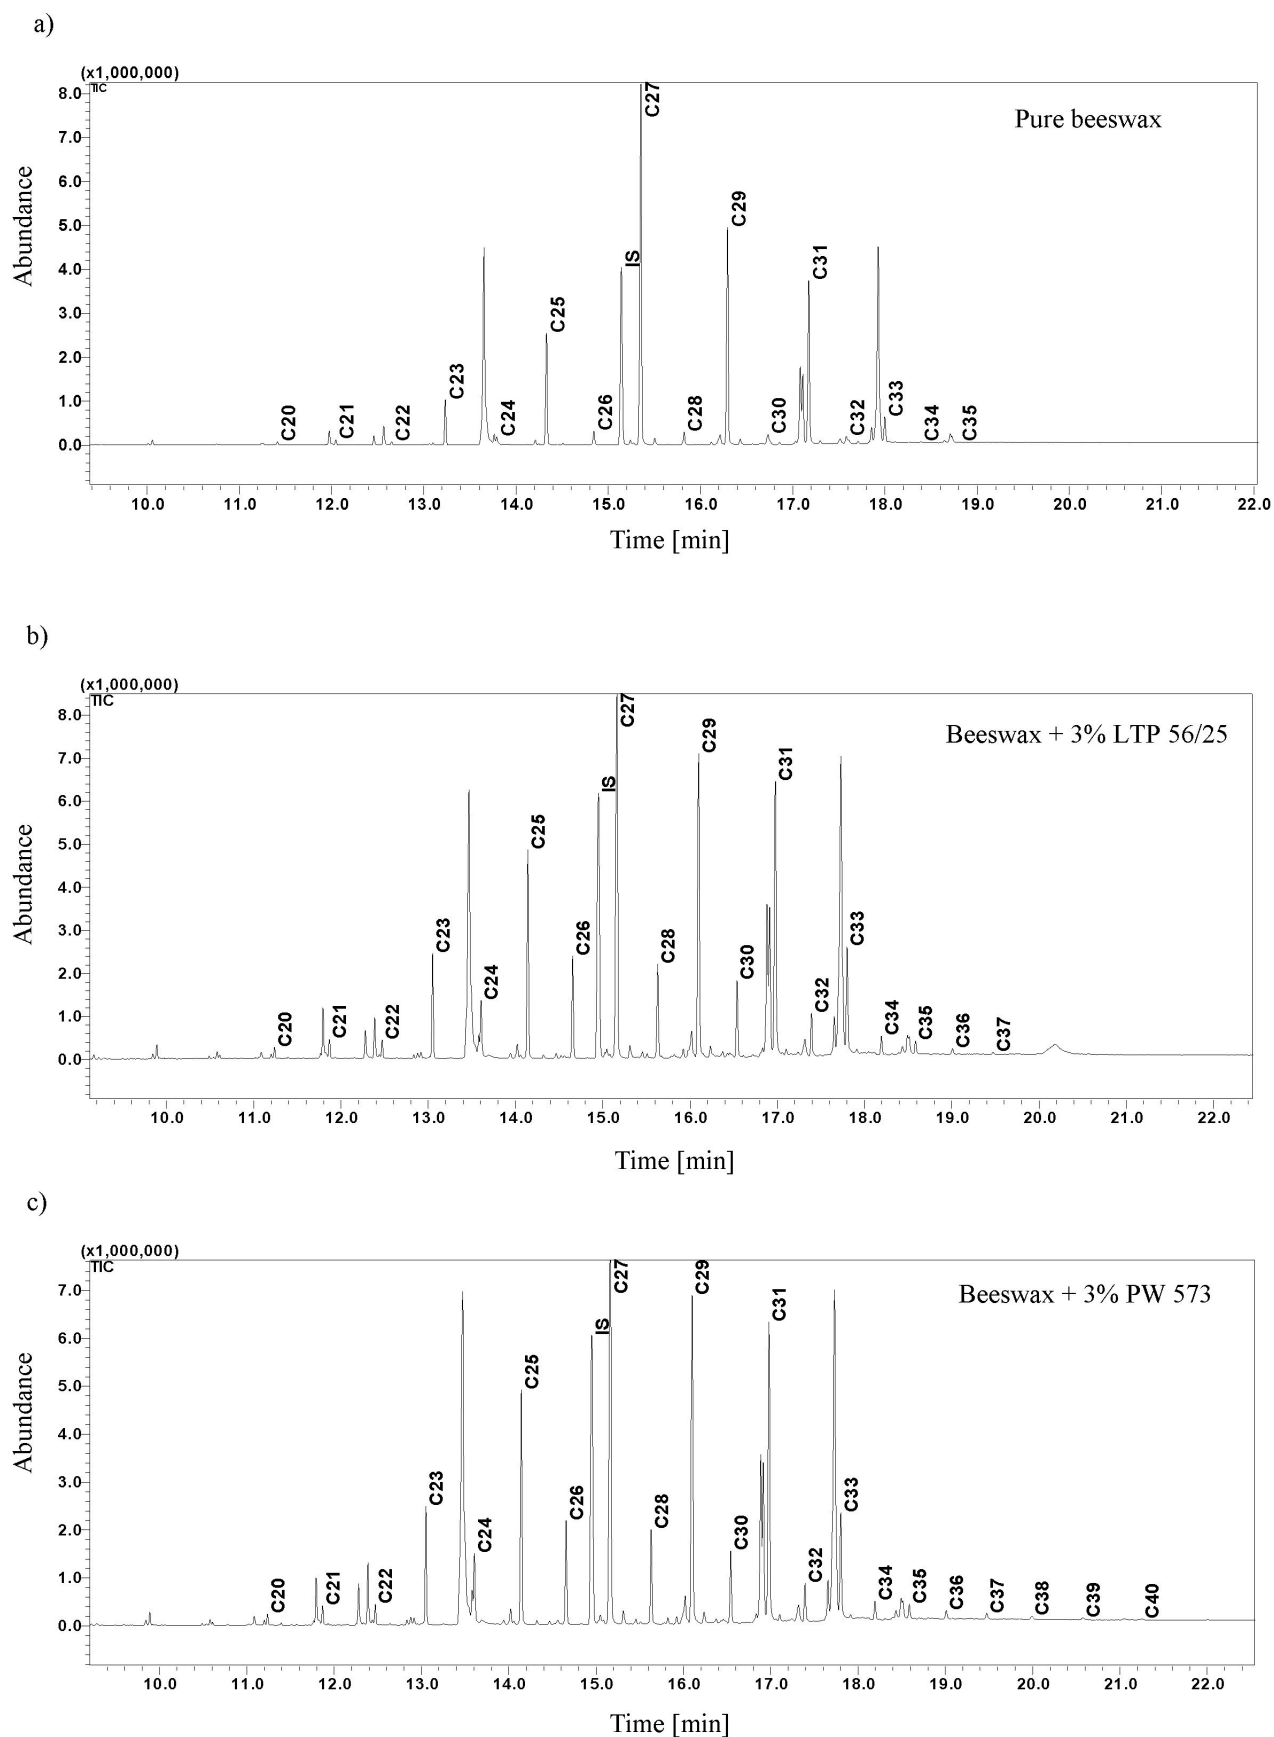 a)
(x1,000,000)
TIC
8.0
7.0
6.0
5.0
4.0
3.0
2.0
1.0
0.0
Abundance
Pure beeswax
C20
C21
C22
C23
C24
C25
C26
IS
C27
C28
C29
C30
C31
C32
C33
C34
C35
10.0 11.0 12.0 13.0 14.0 15.0 16.0 17.0 18.0 19.0 20.0 21.0 22.0
Time [min]
b)
(x1,000,000)
TIC
8.0
7.0
6.0
5.0
4.0
3.0
2.0
1.0
0.0
Abundance
Beeswax + 3% LTP 56/25
C20
C21
C22
C23
C24
C25
C26
IS
C27
C28
C29
C30
C31
C32
C33
C34
C35
C36
C37
10.0 11.0 12.0 13.0 14.0 15.0 16.0 17.0 18.0 19.0 20.0 21.0 22.0
Time [min]
c)
(x1,000,000)
TIC
7.0
6.0
5.0
4.0
3.0
2.0
1.0
0.0
Abundance
Beeswax + 3% PW 573
C20
C21
C22
C23
C24
C25
C26
IS
C27
C28
C29
C30
C31
C32
C33
C34
C35
C36
C37
C38
C39
C40
10.0 11.0 12.0 13.0 14.0 15.0 16.0 17.0 18.0 19.0 20.0 21.0 22.0
Time [min]